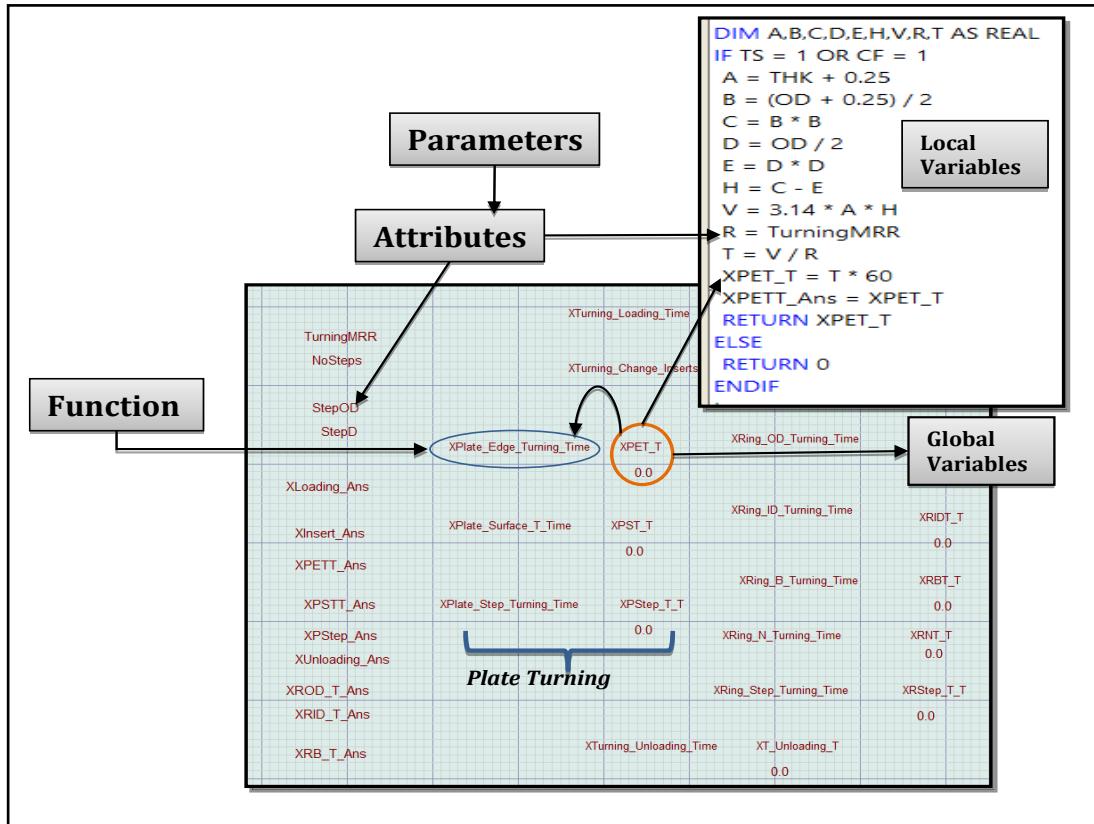 DIM A,B,C,D,E,H,V,R,T AS REAL
IF TS = 1 OR CF = 1
A = THK + 0.25
B = (OD + 0.25) / 2
C = B * B
D = OD / 2
E = D * D
H = C - E
V = 3.14 * A * H
R = TurningMRR
T = V / R
XPET_T = T * 60
XPETT_Ans = XPET_T
RETURN XPET_T
ELSE
RETURN 0
ENDIF
Local
Variables
Parameters
Attributes
Function
Global
Variables
XTurning_Loading_Time
TurningMRR
NoSteps
XTurning_Change_Inserts
StepOD
StepD
XPlate_Edge_Turning_Time
XPET_T
0.0
XRing_OD_Turning_Time
XLoading_Ans
XRing_ID_Turning_Time
XRIDT_T
0.0
XInsert_Ans
XPlate_Surface_T_Time
XPST_T
0.0
XPETT_Ans
XRing_B_Turning_Time
XRBT_T
0.0
XPSTT_Ans
XPlate_Step_Turning_Time
XPStep_T_T
0.0
XPStep_Ans
XRing_N_Turning_Time
XRNT_T
0.0
XUnloading_Ans
Plate Turning
XROD_T_Ans
XRing_Step_Turning_Time
XRStep_T_T
0.0
XRID_T_Ans
XRB_T_Ans
XTurning_Unloading_Time
XT_Unloading_T
0.0